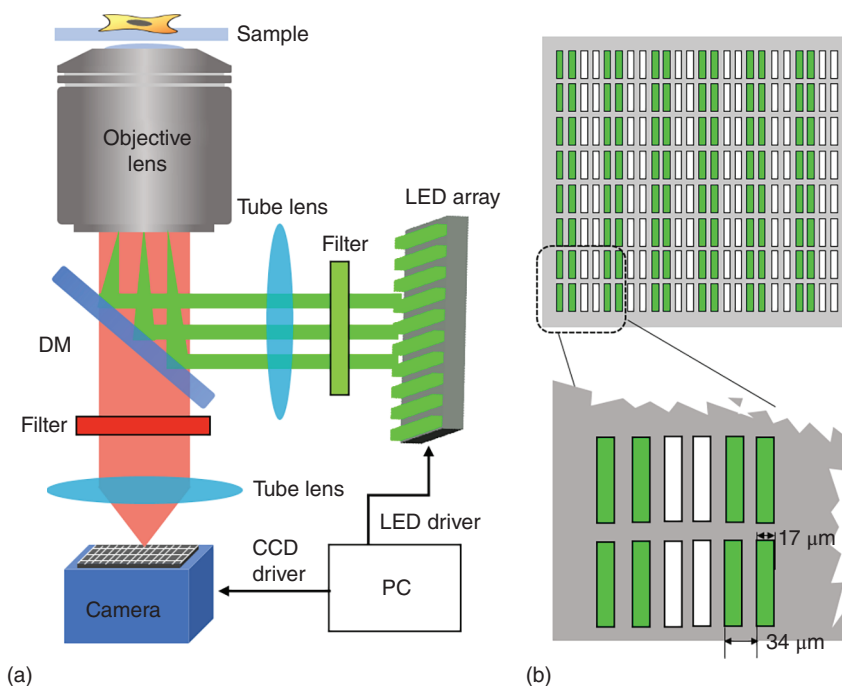 Sample
Objective
lens
Tube lens
LED array
Filter
DM
Filter
Tube lens
LED driver
CCD
driver
PC
Camera
(a)
17 μm
34 μm
(b)